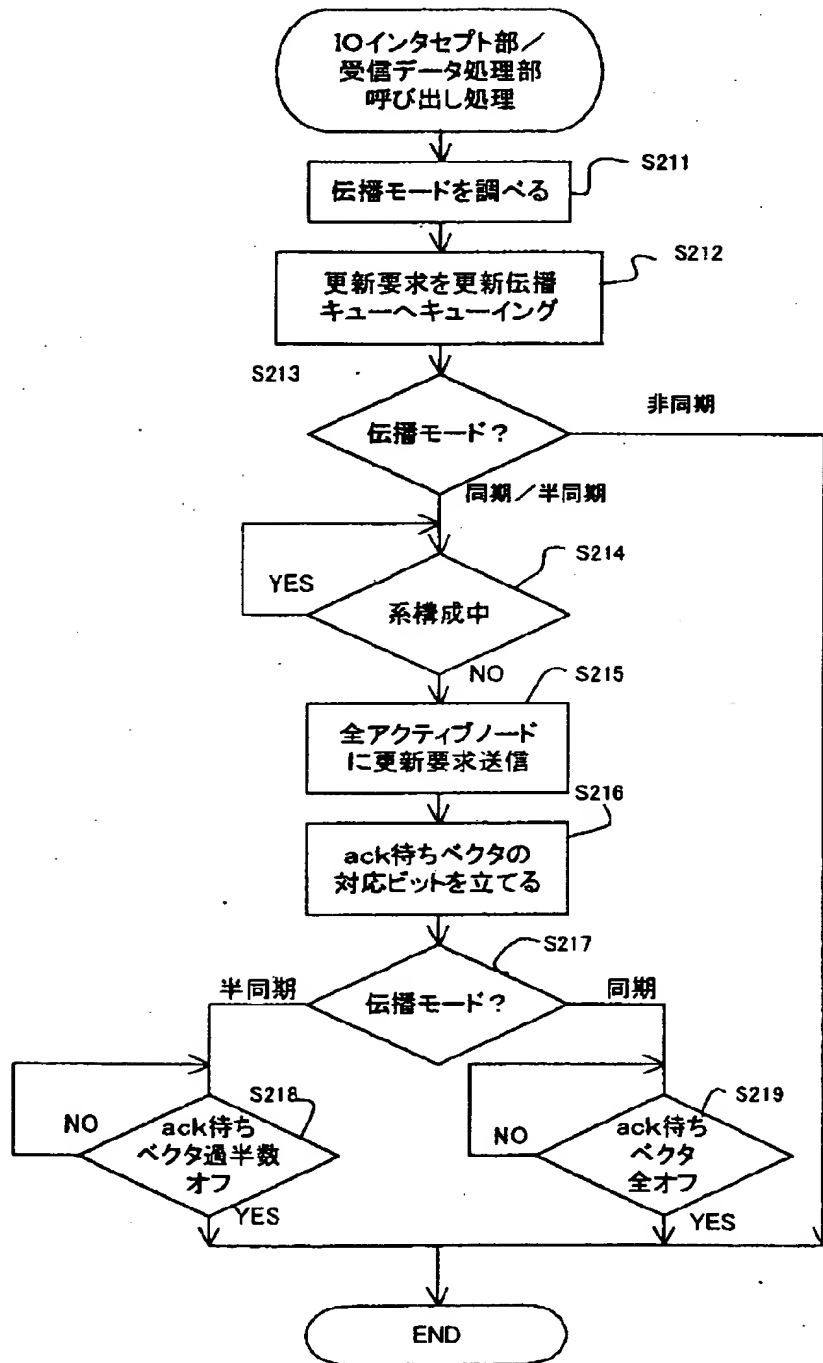 IOインタセプト部／
受信データ処理部
呼び出し処理
S211
伝播モードを調べる
S212
更新要求を更新伝播
キューへキューイング
S213
伝播モード？
非同期
同期／半同期
S214
YES
系構成中
NO
S215
全アクティブノード
に更新要求送信
S216
ack待ちベクタの
対応ビットを立てる
S217
半同期
伝播モード？
同期
S218
NO
ack待ち
ベクタ過半数
オフ
YES
S219
NO
ack待ち
ベクタ
全オフ
YES
END